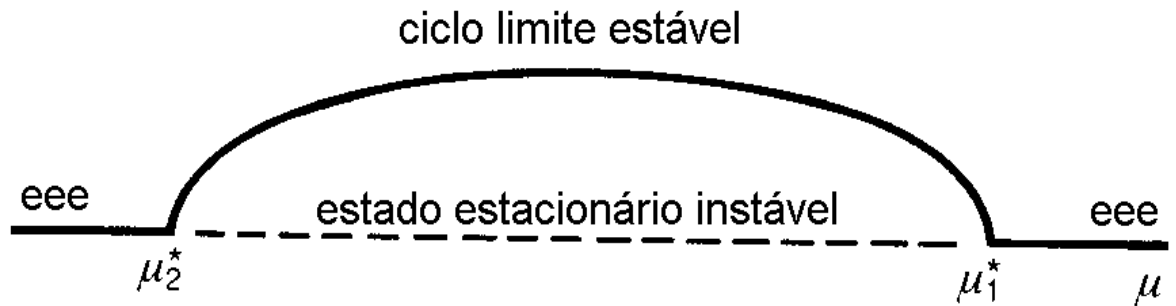 ciclo limite estável
eee
estado estacionário instável
eee
μ₂*
μ₁*
μ